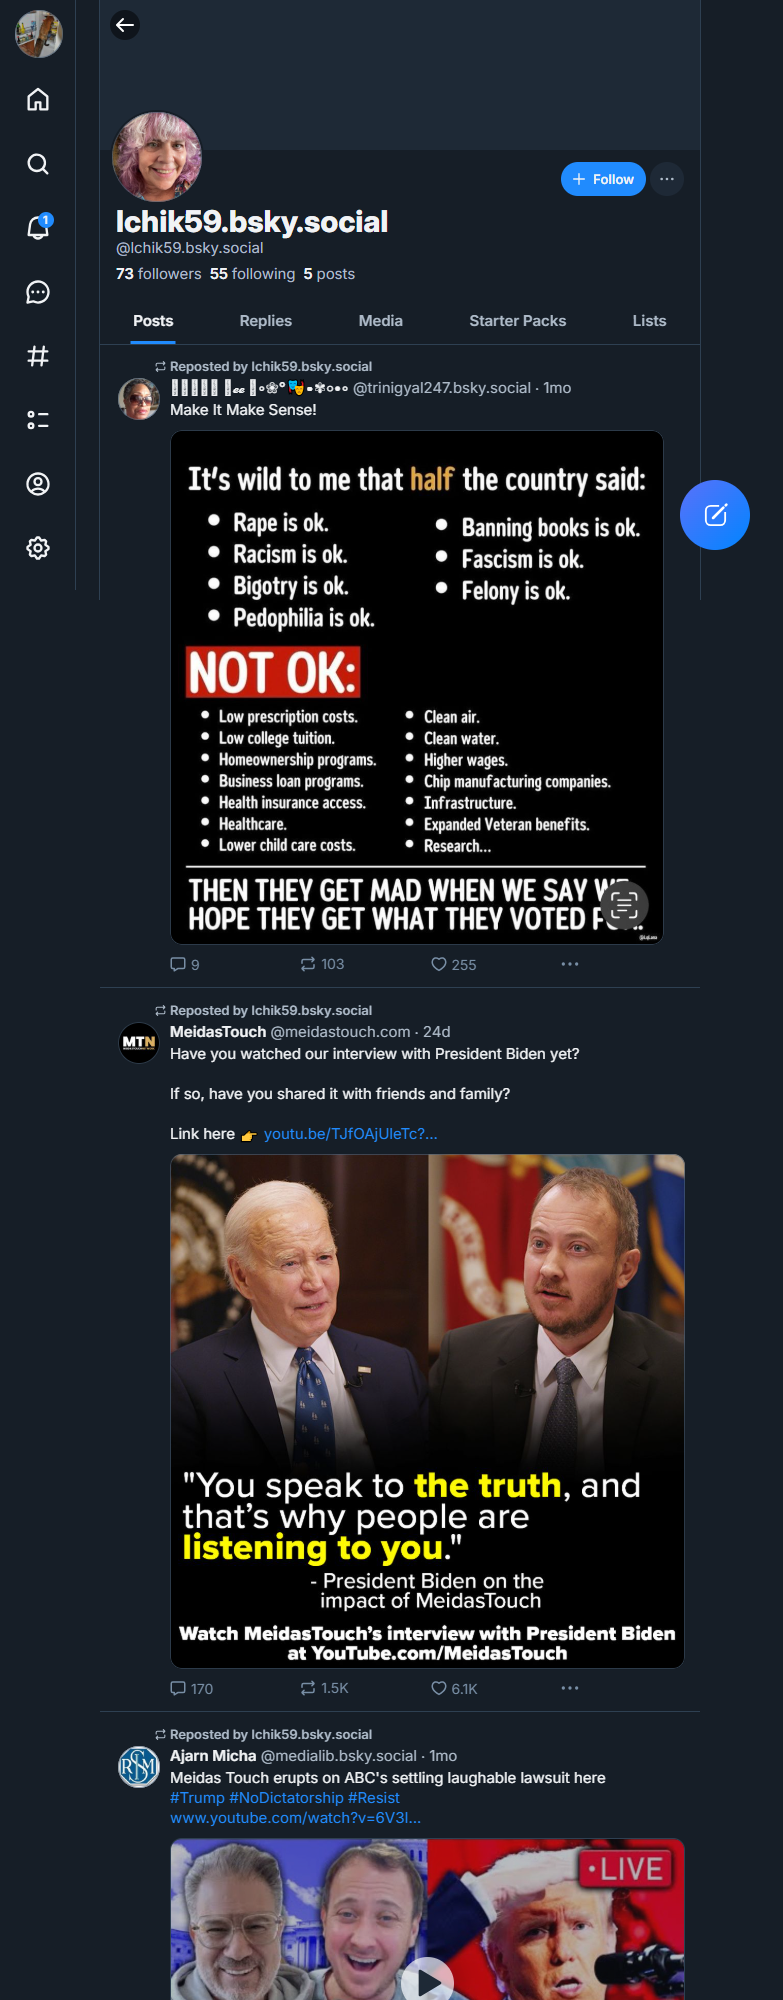 1
+ Follow
lchik59.bsky.social
@lchik59.bsky.social
73 followers 55 following 5 posts
Posts Replies Media Starter Packs Lists
Reposted by lchik59.bsky.social
@trinigyal247.bsky.social · 1mo
Make It Make Sense!
It's wild to me that half the country said:
• Rape is ok.
• Racism is ok.
• Bigotry is ok.
• Pedophilia is ok.
• Banning books is ok.
• Fascism is ok.
• Felony is ok.
NOT OK:
• Low prescription costs.
• Low college tuition.
• Homeownership programs.
• Business loan programs.
• Health insurance access.
• Healthcare.
• Lower child care costs.
• Clean air.
• Clean water.
• Higher wages.
• Chip manufacturing companies.
• Infrastructure.
• Expanded Veteran benefits.
• Research...
THEN THEY GET MAD WHEN WE SAY
HOPE THEY GET WHAT THEY VOTED
9 103 255
Reposted by lchik59.bsky.social
MTN
MeidasTouch @meidastouch.com · 24d
Have you watched our interview with President Biden yet?
If so, have you shared it with friends and family?
Link here 👉 youtu.be/TJfOAjUleTc?...
"You speak to the truth, and
that's why people are
listening to you."
- President Biden on the
impact of MeidasTouch
Watch MeidasTouch's interview with President Biden
at YouTube.com/MeidasTouch
170 1.5K 6.1K
Reposted by lchik59.bsky.social
Ajarn Micha @medialib.bsky.social · 1mo
Meidas Touch erupts on ABC's settling laughable lawsuit here
#Trump #NoDictatorship #Resist
www.youtube.com/watch?v=6V3l...
• LIVE